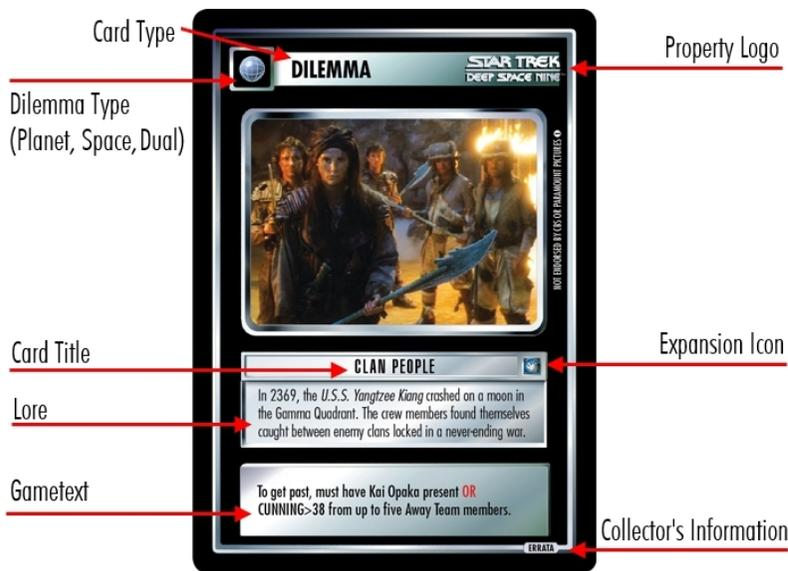 Card Type
DILEMMA
STAR TREK
DEEP SPACE NINE
Property Logo
Dilemma Type
(Planet, Space, Dual)
NOT ENDORSED BY CBS OR PARAMOUNT PICTURES
Card Title
CLAN PEOPLE
Expansion Icon
Lore
In 2369, the U.S.S. Yangtzee Kiang crashed on a moon in
the Gamma Quadrant. The crew members found themselves
caught between enemy clans locked in a never-ending war.
Gametext
To get past, must have Kai Opaka present OR
CUNNING>38 from up to five Away Team members.
Collector's Information
ERRATA